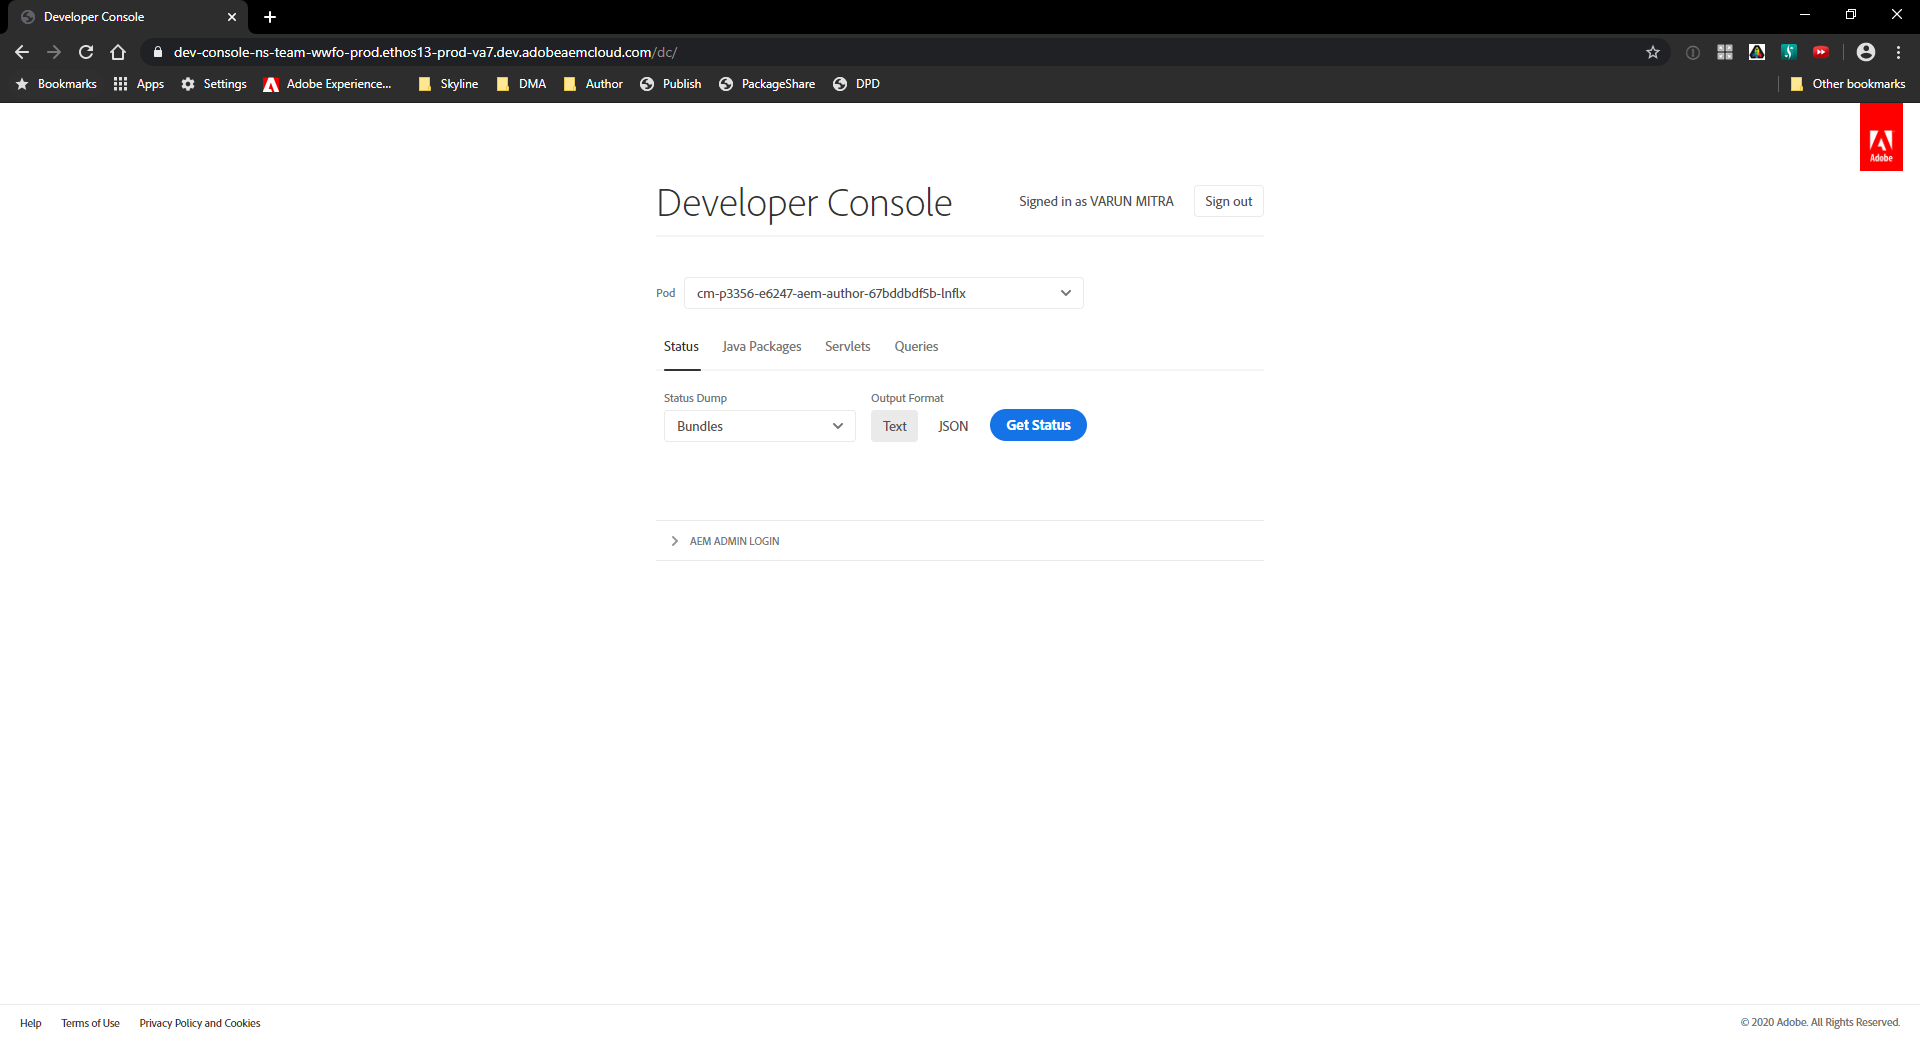 Developer Console
dev-console-ns-team-wwfo-prod.ethos13-prod-va7.dev.adobeaemcloud.com/dc/
Bookmarks Apps Settings Adobe Experience... Skyline DMA Author Publish PackageShare DPD Other bookmarks
Adobe
Developer Console Signed in as VARUN MITRA Sign out
Pod cm-p3356-e6247-aem-author-67bddbdf5b-lnflx
Status Java Packages Servlets Queries
Status Dump Output Format
Bundles Text JSON Get Status
AEM ADMIN LOGIN
Help Terms of Use Privacy Policy and Cookies © 2020 Adobe. All Rights Reserved.